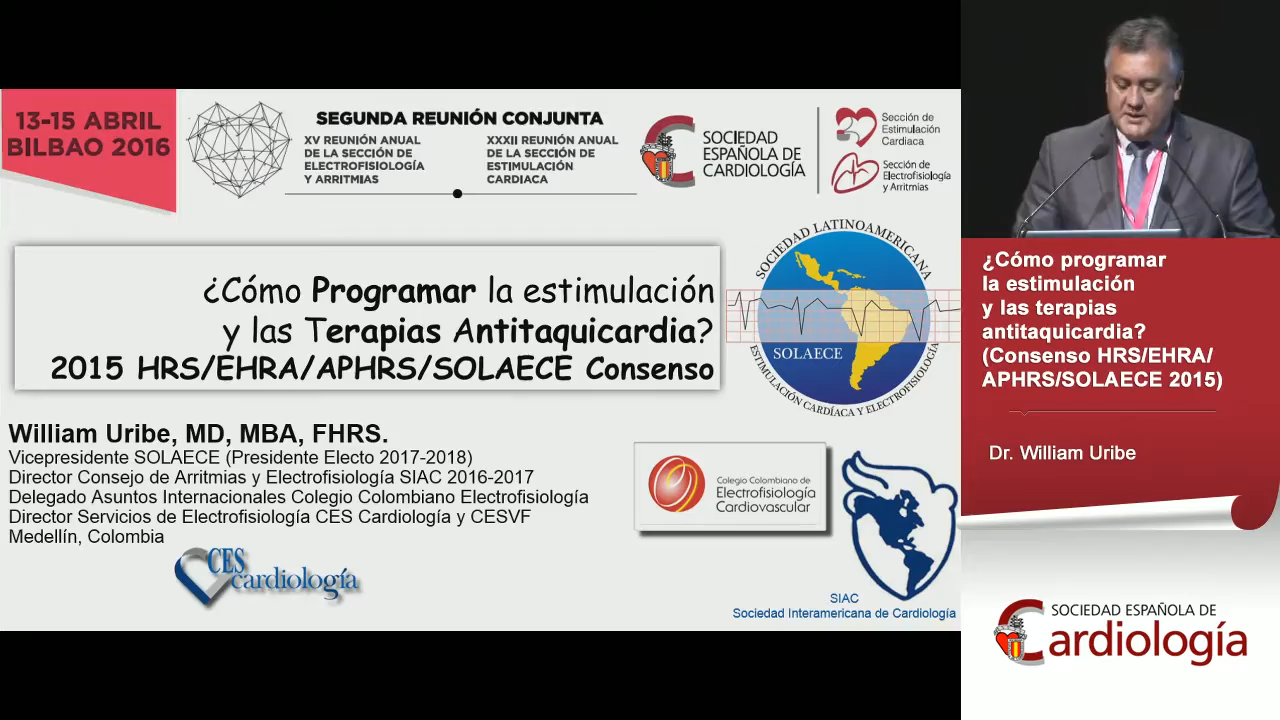 13-15 ABRIL
BILBAO 2016
SEGUNDA REUNIÓN CONJUNTA
XV REUNIÓN ANUAL
DE LA SECCIÓN DE
ELECTROFISIOLOGÍA
Y ARRITMIAS
XXXII REUNIÓN ANUAL
DE LA SECCIÓN DE
ESTIMULACIÓN
CARDIACA
SOCIEDAD
ESPAÑOLA DE
CARDIOLOGÍA
Sección de
Estimulación
Cardiaca
Sección de
Electrofisiología
y Arritmias
¿Cómo Programar la estimulación
y las Terapias Antitaquicardia?
2015 HRS/EHRA/APHRS/SOLAECE Consenso
SOCIEDAD LATINOAMERICANA
SOLAECE
ESTIMULACIÓN CARDÍACA Y ELECTROFISIOLOGÍA
William Uribe, MD, MBA, FHRS.
Vicepresidente SOLAECE (Presidente Electo 2017-2018)
Director Consejo de Arritmias y Electrofisiología SIAC 2016-2017
Delegado Asuntos Internacionales Colegio Colombiano Electrofisiología
Director Servicios de Electrofisiología CES Cardiología y CESVF
Medellín, Colombia
CES
cardiología
Colegio Colombiano de
Electrofisiología
Cardiovascular
SIAC
Sociedad Interamericana de Cardiología
¿Cómo programar
la estimulación
y las terapias
antitaquicardia?
(Consenso HRS/EHRA/
APHRS/SOLAECE 2015)
Dr. William Uribe
SOCIEDAD ESPAÑOLA DE
Cardiología